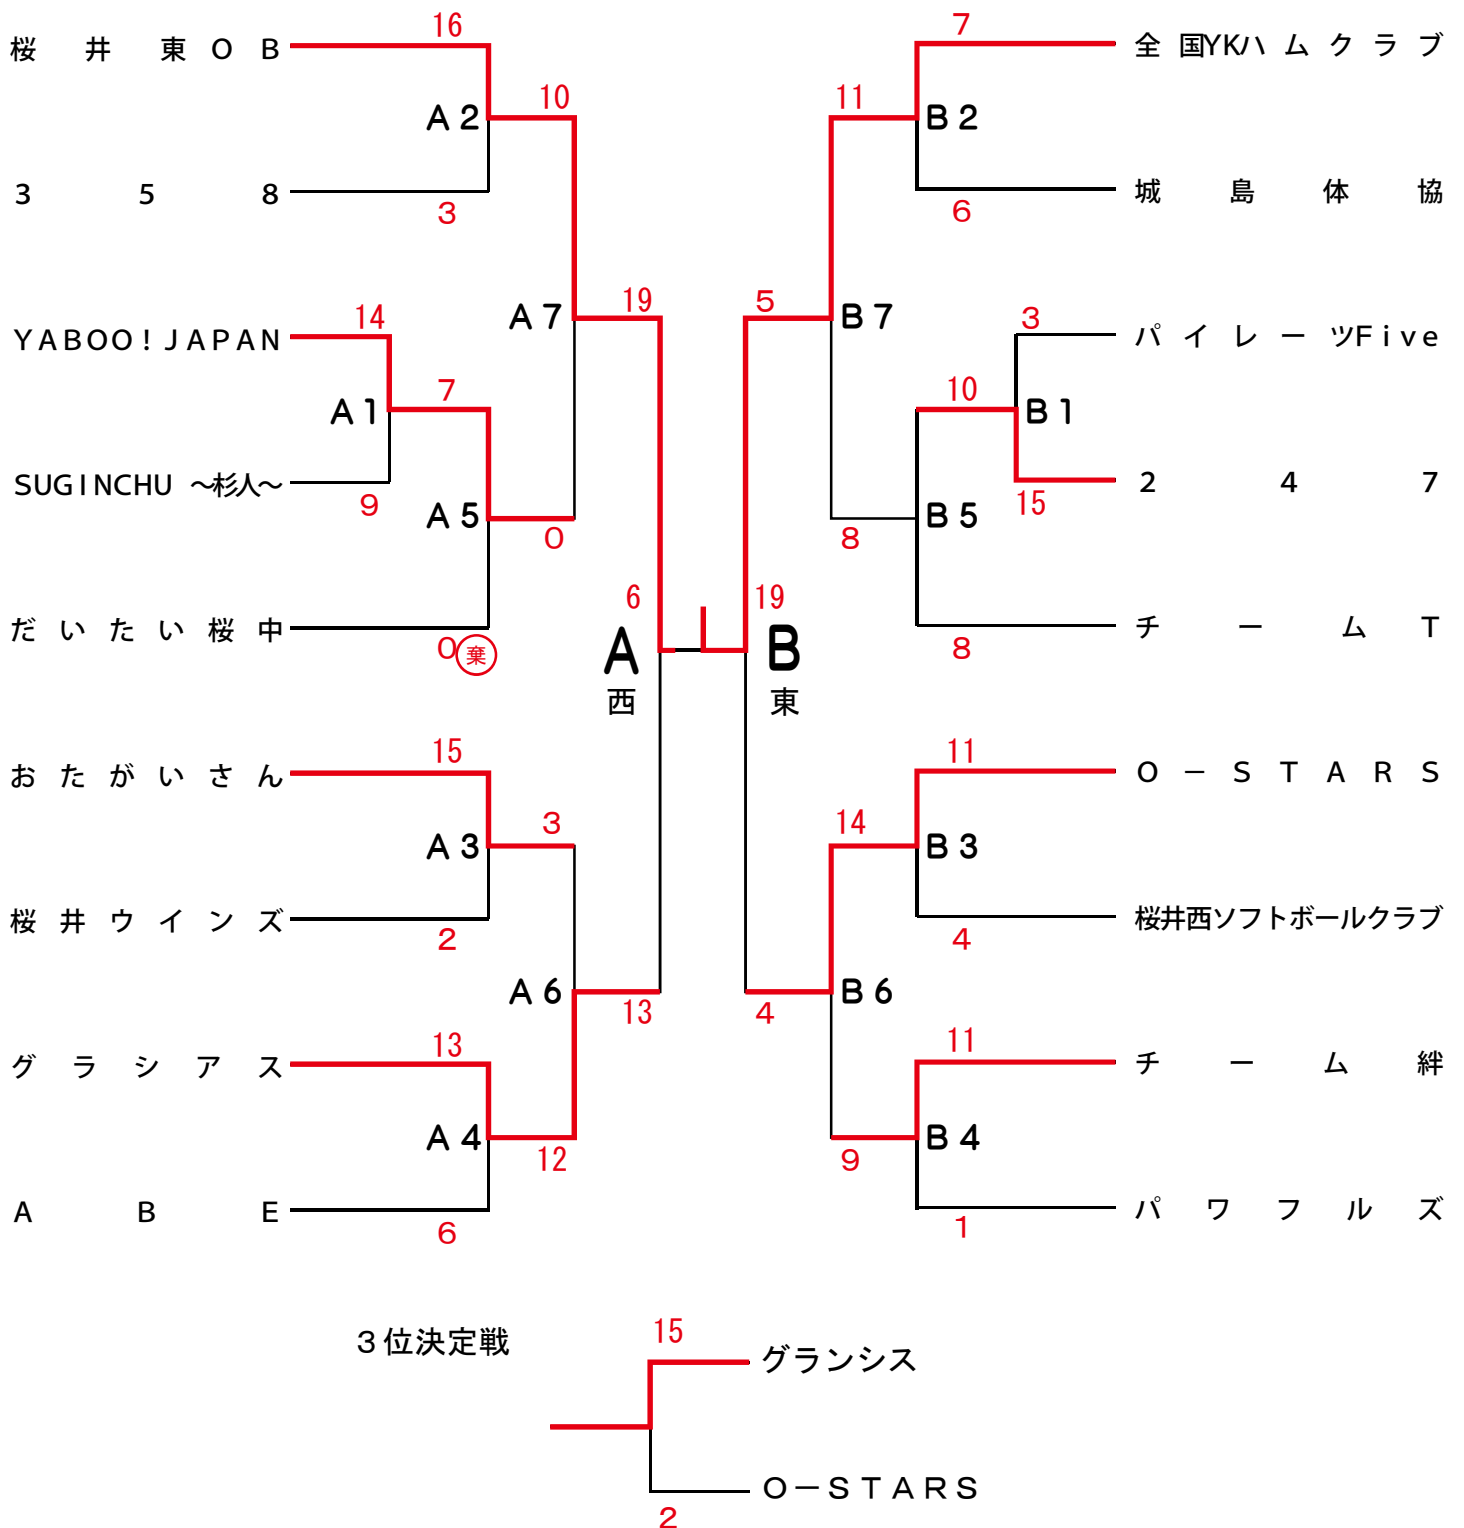 16
7
桜井東OB
全国YKハムクラブ
10
11
A2
B2
358
城島体協
3
6
19
5
14
3
A7
B7
YABOO!JAPAN
パイレーツFive
7
10
A1
B1
SUGINCHU ～杉人～
247
9
15
A5
B5
0
8
6
19
だいたい桜中
チームT
0
棄
8
A
B
西
東
15
11
おたがいさん
O－STARS
3
14
A3
B3
桜井ウインズ
桜井西ソフトボールクラブ
2
4
A6
B6
13
4
13
11
グラシアス
チーム絆
A4
B4
12
9
ABE
パワフルズ
6
1
3位決定戦
15
グランシス
O－STARS
2